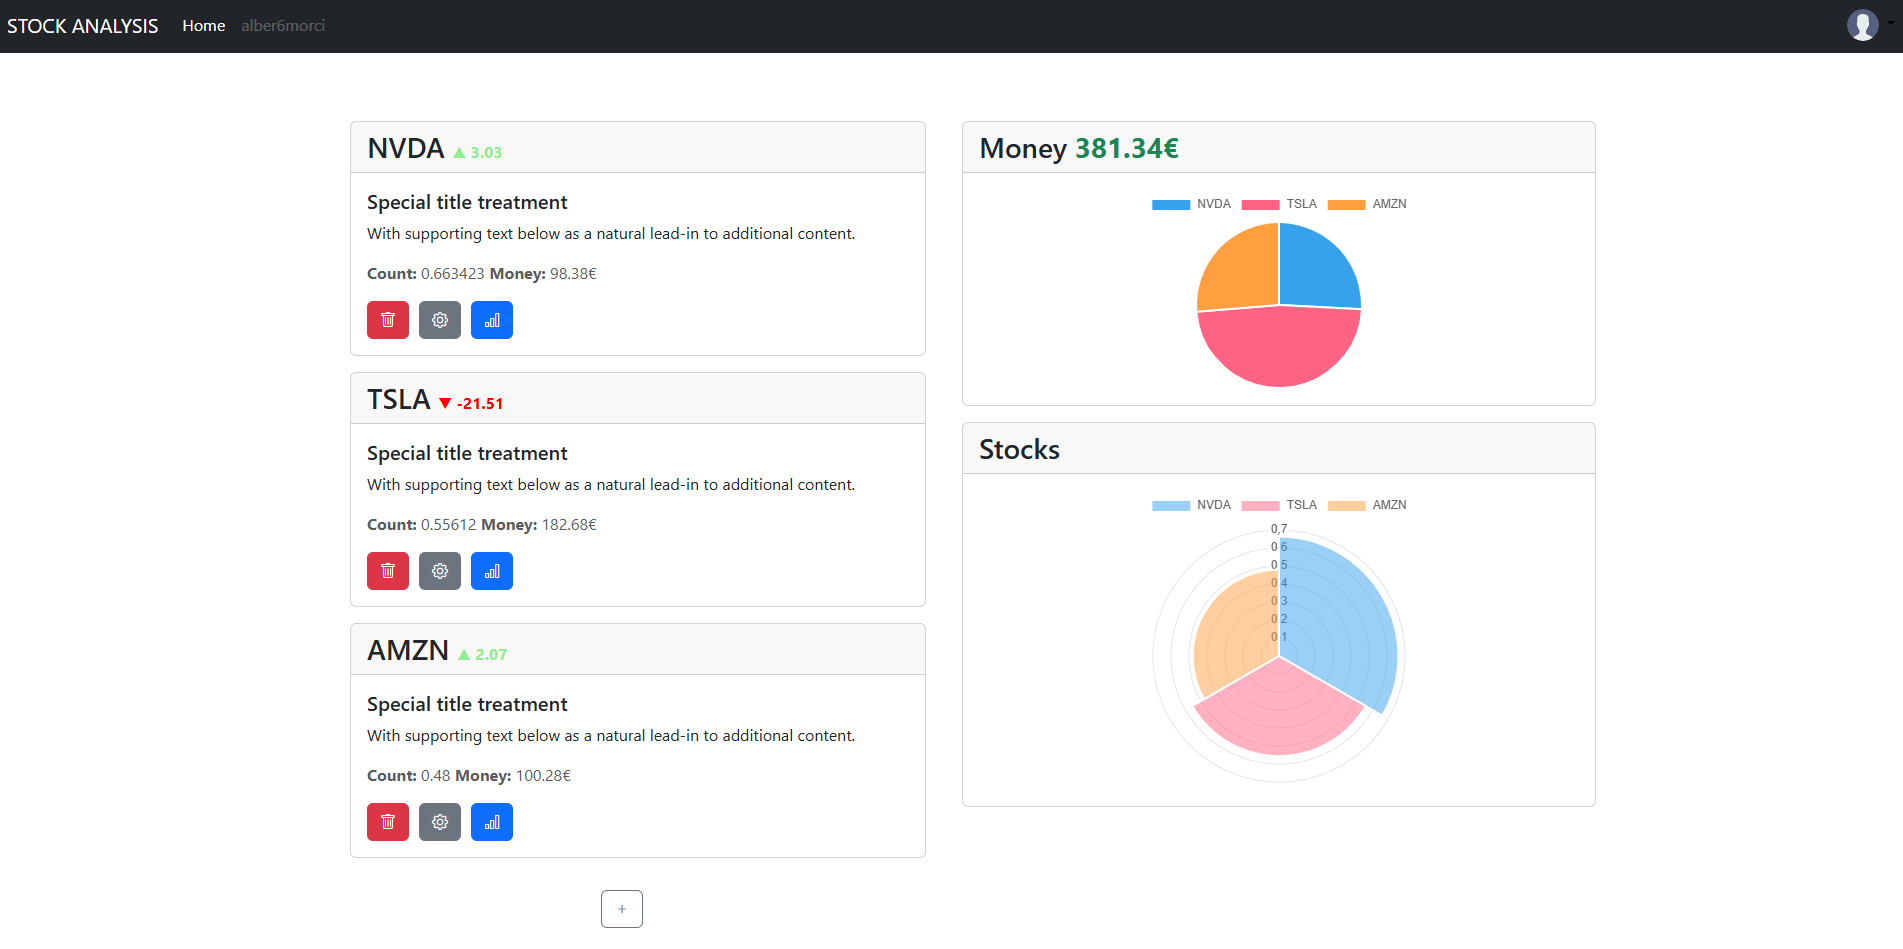 STOCK ANALYSIS Home alber6morci
NVDA ▲ 3.03
Special title treatment
With supporting text below as a natural lead-in to additional content.
Count: 0.663423 Money: 98.38€
TSLA ▼ -21.51
Special title treatment
With supporting text below as a natural lead-in to additional content.
Count: 0.55612 Money: 182.68€
AMZN ▲ 2.07
Special title treatment
With supporting text below as a natural lead-in to additional content.
Count: 0.48 Money: 100.28€
+
Money 381.34€
NVDA TSLA AMZN
Stocks
NVDA TSLA AMZN
0,7
0,6
0,5
0,4
0,3
0,2
0,1